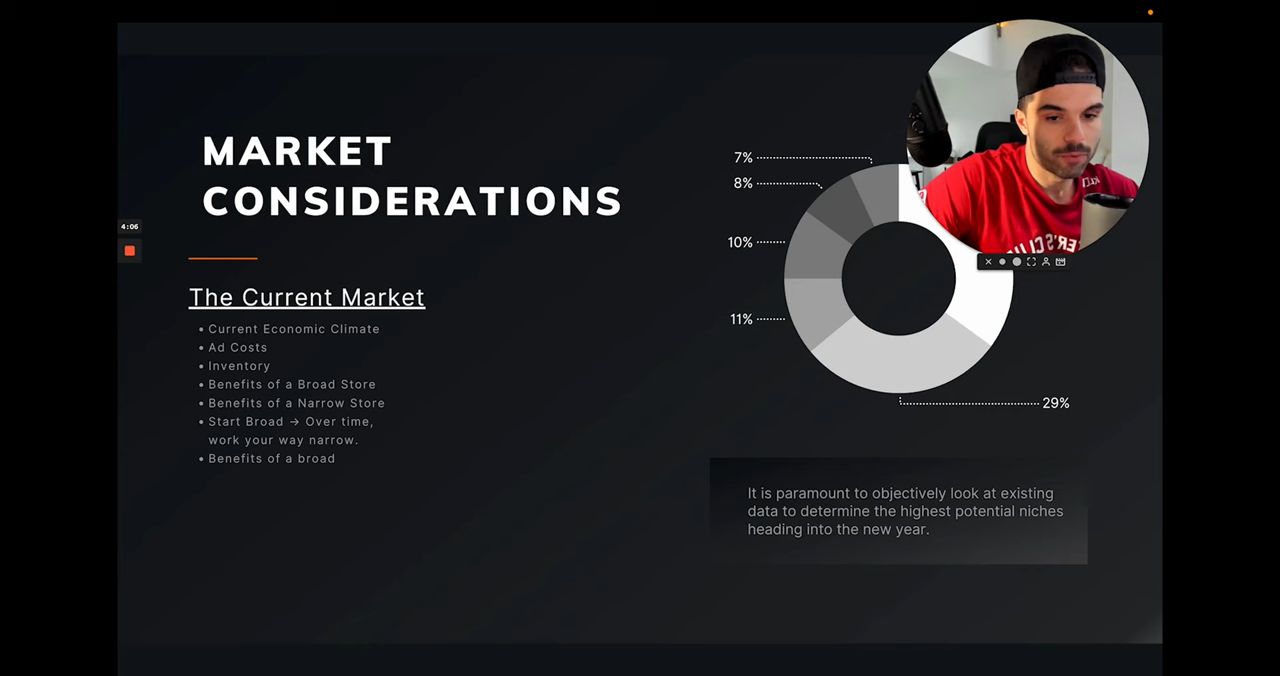 MARKET
CONSIDERATIONS
4:06
The Current Market
• Current Economic Climate
• Ad Costs
• Inventory
• Benefits of a Broad Store
• Benefits of a Narrow Store
• Start Broad → Over time,
work your way narrow.
• Benefits of a broad
7%
8%
10%
11%
29%
It is paramount to objectively look at existing
data to determine the highest potential niches
heading into the new year.